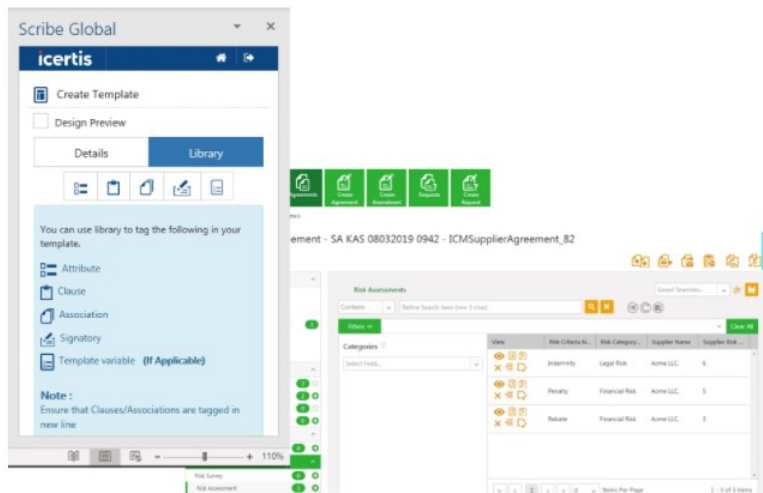 Scribe Global
icertis
Create Template
Design Preview
Details
Library
You can use library to tag the following in your
template.
Attribute
Clause
Association
Signatory
Template variable (If Applicable)
Note :
Ensure that Clauses/Associations are tagged in
new line
110%
Agreements
Create
Agreement
Create
Amendment
Requests
Create
Request
ement - SA KAS 08032019 0942 - ICMSupplierAgreement_82
Risk Assessments
Saved Searches...
Contains
Refine Search here (min 3 char)
Filters
Clear All
Categories
Select Field...
View
Risk Criteria N...
Risk Category...
Supplier Name
Supplier Risk ...
Indemnity
Legal Risk
Acme LLC.
6
Penalty
Financial Risk
Acme LLC.
5
Rebate
Financial Risk
Acme LLC.
3
Risk Survey
Risk Assessment
1
Items Per Page
1 - 3 of 3 items